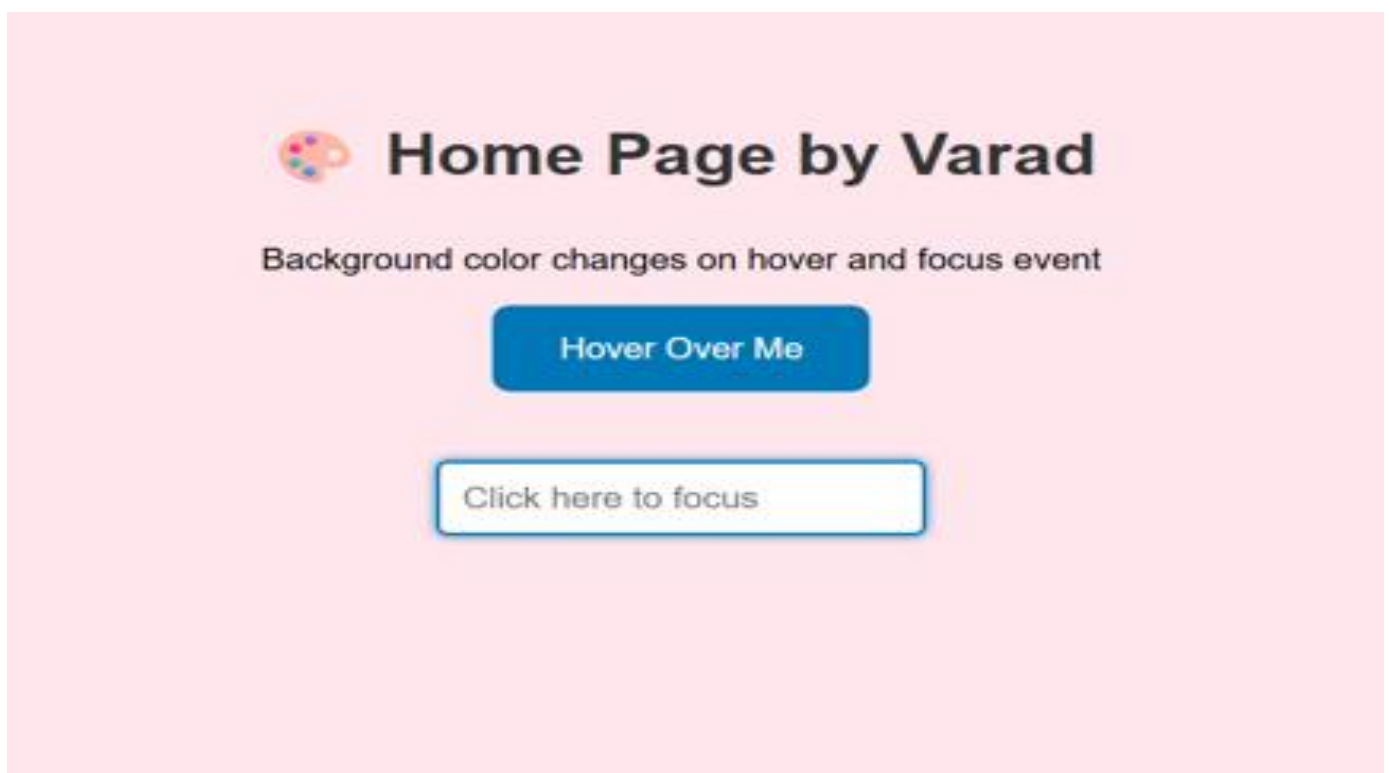 Home Page by Varad
Background color changes on hover and focus event
Hover Over Me
Click here to focus